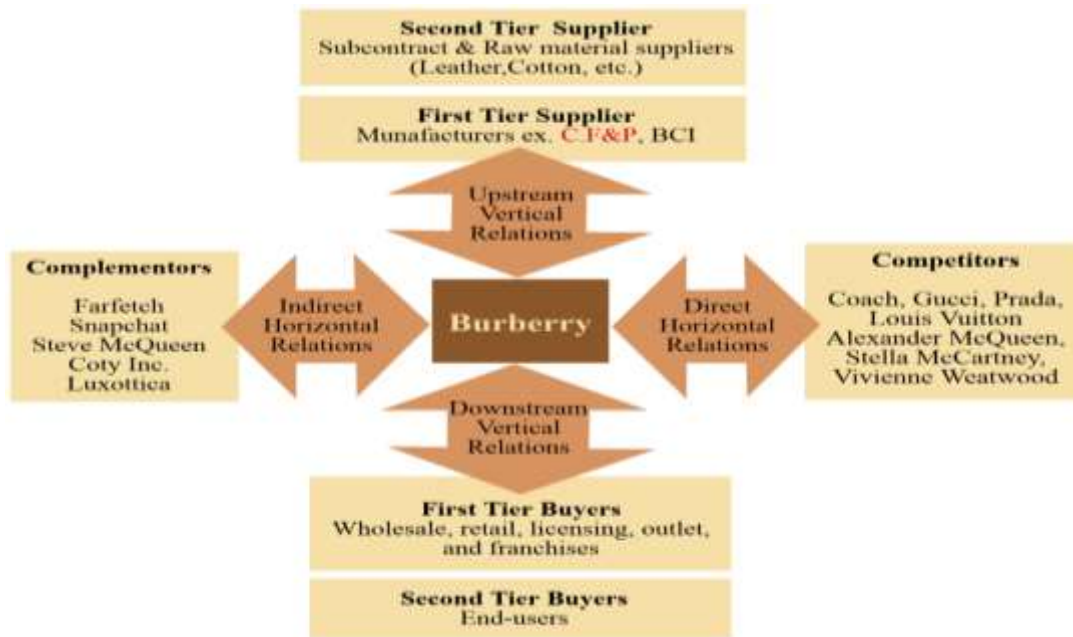 Second Tier Supplier
Subcontract & Raw material suppliers
(Leather,Cotton, etc.)
First Tier Supplier
Munafacturers ex. C.F&P, BCI
Upstream
Vertical
Relations
Complementors
Farfetch
Snapchat
Steve McQueen
Coty Inc.
Luxottica
Indirect
Horizontal
Relations
Burberry
Direct
Horizontal
Relations
Competitors
Coach, Gucci, Prada,
Louis Vuitton
Alexander McQueen,
Stella McCartney,
Vivienne Weatwood
Downstream
Vertical
Relations
First Tier Buyers
Wholesale, retail, licensing, outlet,
and franchises
Second Tier Buyers
End-users